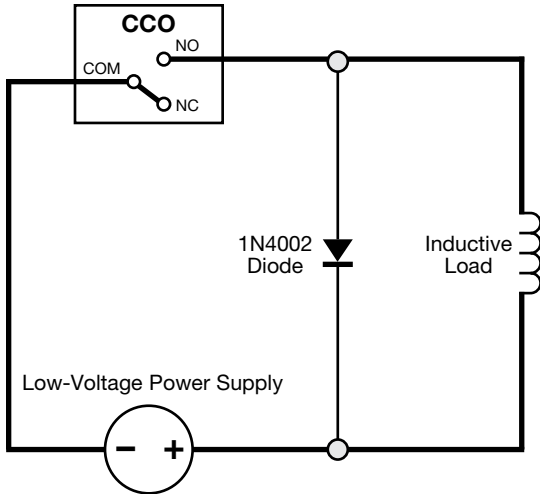 CCO
NO
COM
NC
1N4002
Diode
Inductive
Load
Low-Voltage Power Supply
− +